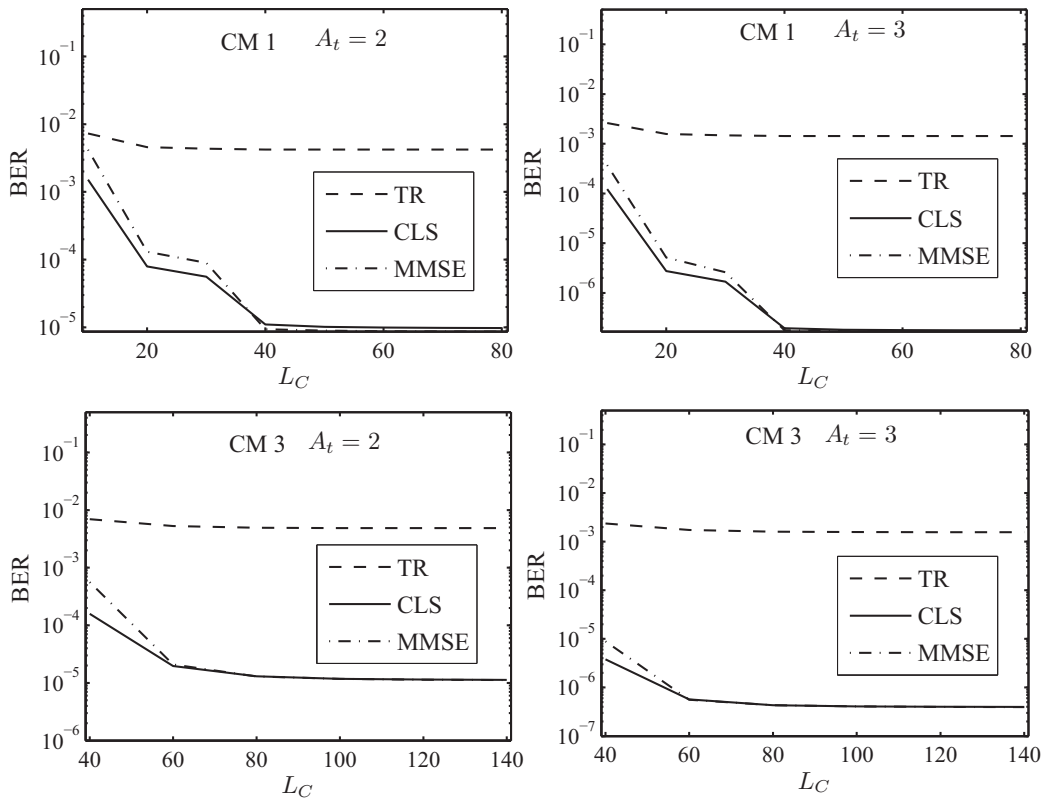 CM 1 A_t = 2
10^−1
10^−2
10^−3
10^−4
10^−5
BER
TR
CLS
MMSE
20 40 60 80
L_C
CM 1 A_t = 3
10^−1
10^−2
10^−3
10^−4
10^−5
10^−6
BER
TR
CLS
MMSE
20 40 60 80
L_C
CM 3 A_t = 2
10^−1
10^−2
10^−3
10^−4
10^−5
10^−6
BER
TR
CLS
MMSE
40 60 80 100 120 140
L_C
CM 3 A_t = 3
10^−1
10^−2
10^−3
10^−4
10^−5
10^−6
10^−7
BER
TR
CLS
MMSE
40 60 80 100 120 140
L_C